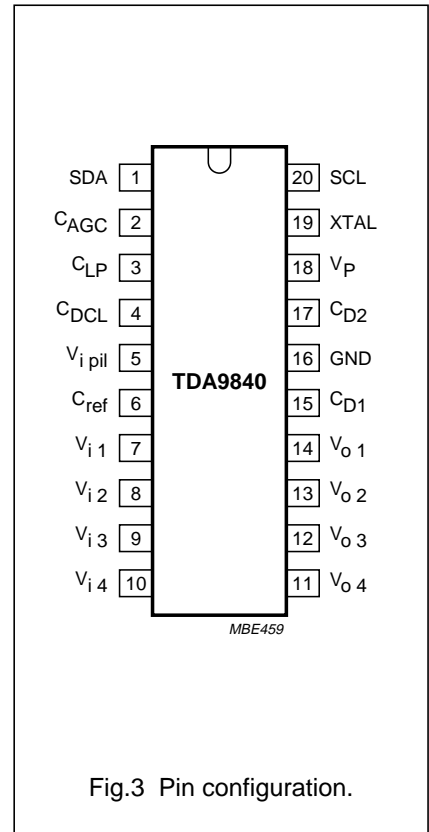 SDA 1 20 SCL
CAGC 2 19 XTAL
CLP 3 18 VP
CDCL 4 17 CD2
Vi pil 5 16 GND
TDA9840
Cref 6 15 CD1
Vi 1 7 14 Vo 1
Vi 2 8 13 Vo 2
Vi 3 9 12 Vo 3
Vi 4 10 11 Vo 4
MBE459
Fig.3 Pin configuration.